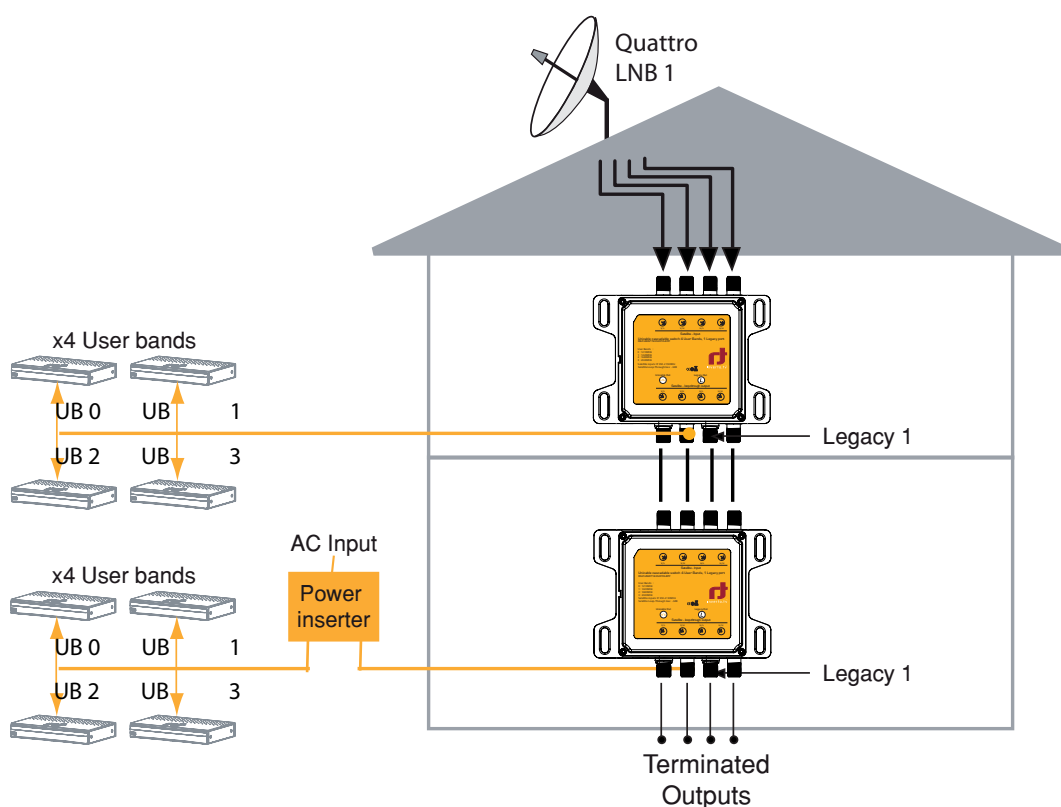 Quattro
LNB 1
x4 User bands
UB 0 UB 1
UB 2 UB 3
Legacy 1
AC Input
Power
inserter
x4 User bands
UB 0 UB 1
UB 2 UB 3
Legacy 1
Terminated
Outputs